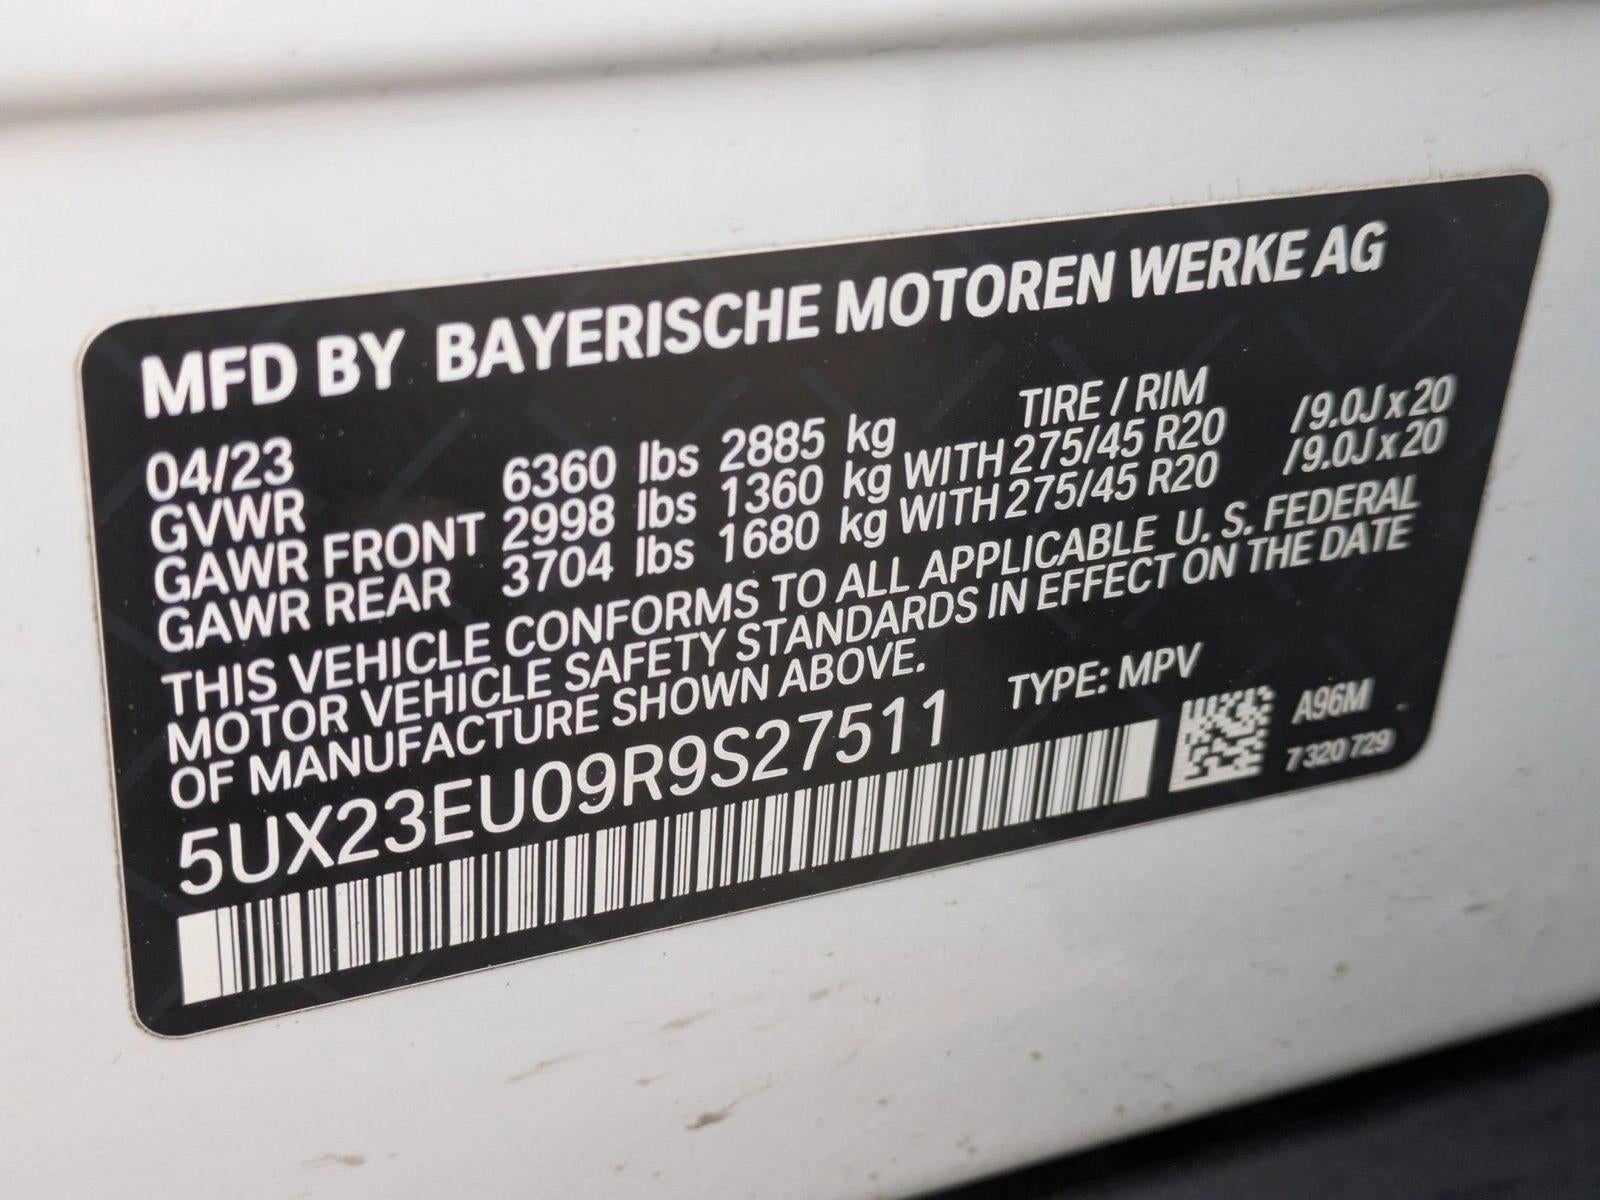 MFD BY BAYERISCHE MOTOREN WERKE AG
04/23 TIRE / RIM
GVWR 6360 lbs 2885 kg
GAWR FRONT 2998 lbs 1360 kg WITH 275/45 R20 /9.0J x 20
GAWR REAR 3704 lbs 1680 kg WITH 275/45 R20 /9.0J x 20
THIS VEHICLE CONFORMS TO ALL APPLICABLE U. S. FEDERAL
MOTOR VEHICLE SAFETY STANDARDS IN EFFECT ON THE DATE
OF MANUFACTURE SHOWN ABOVE.
5UX23EU09R9S27511 TYPE: MPV
A96M
7 320 729